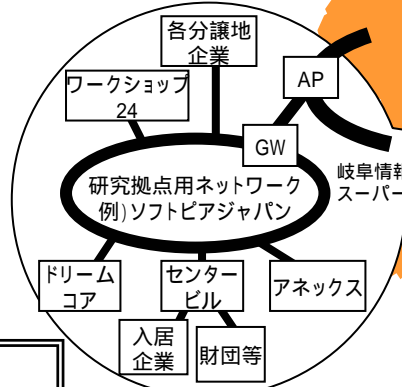 各分譲地
企業
ワークショップ
24
AP
GW
岐阜情報
スーパー
研究拠点用ネットワーク
例)ソフトピアジャパン
ドリーム
コア
センター
ビル
アネックス
入居
企業
財団等